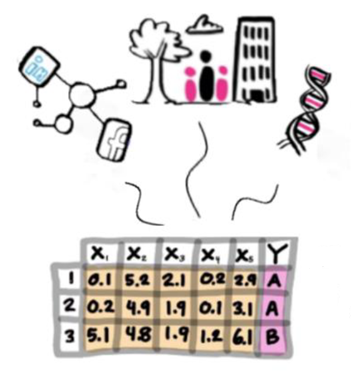 in
f
X₁ X₂ X₃ X₄ X₅ Y
1 0.1 5.2 2.1 0.2 2.9 A
2 0.2 4.9 1.9 0.1 3.1 A
3 5.1 4.8 1.9 1.2 6.1 B